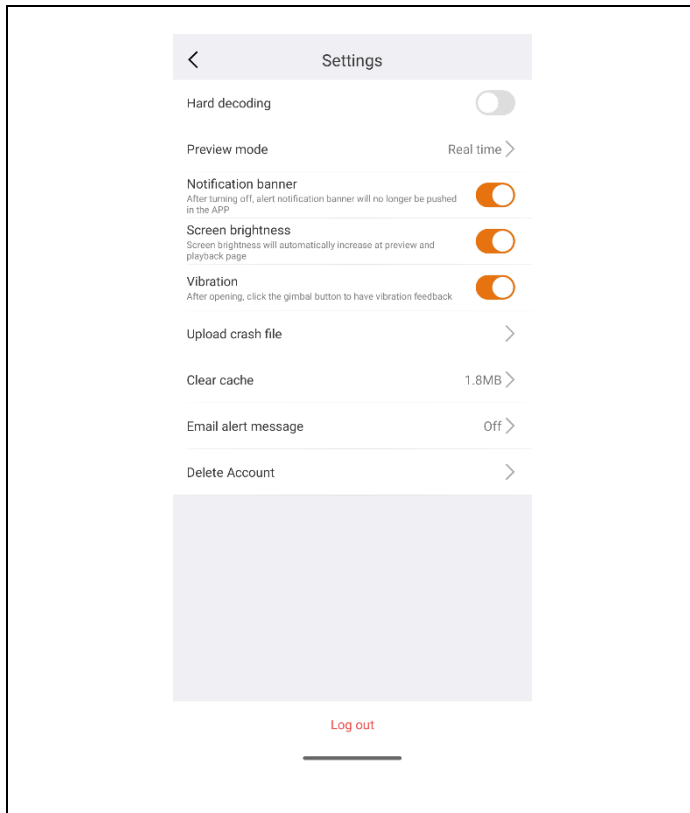 Settings
Hard decoding
Preview mode
Real time
Notification banner
After turning off, alert notification banner will no longer be pushed
in the APP
Screen brightness
Screen brightness will automatically increase at preview and
playback page
Vibration
After opening, click the gimbal button to have vibration feedback
Upload crash file
Clear cache
1.8MB
Email alert message
Off
Delete Account
Log out